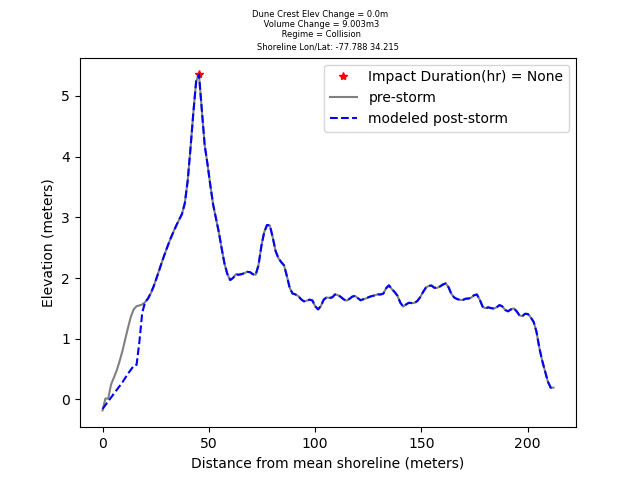 Dune Crest Elev Change = 0.0m
Volume Change = 9.003m3
Regime = Collision
Shoreline Lon/Lat: -77.788 34.215
Impact Duration(hr) = None
pre-storm
modeled post-storm
Elevation (meters)
5
4
3
2
1
0
0 50 100 150 200
Distance from mean shoreline (meters)